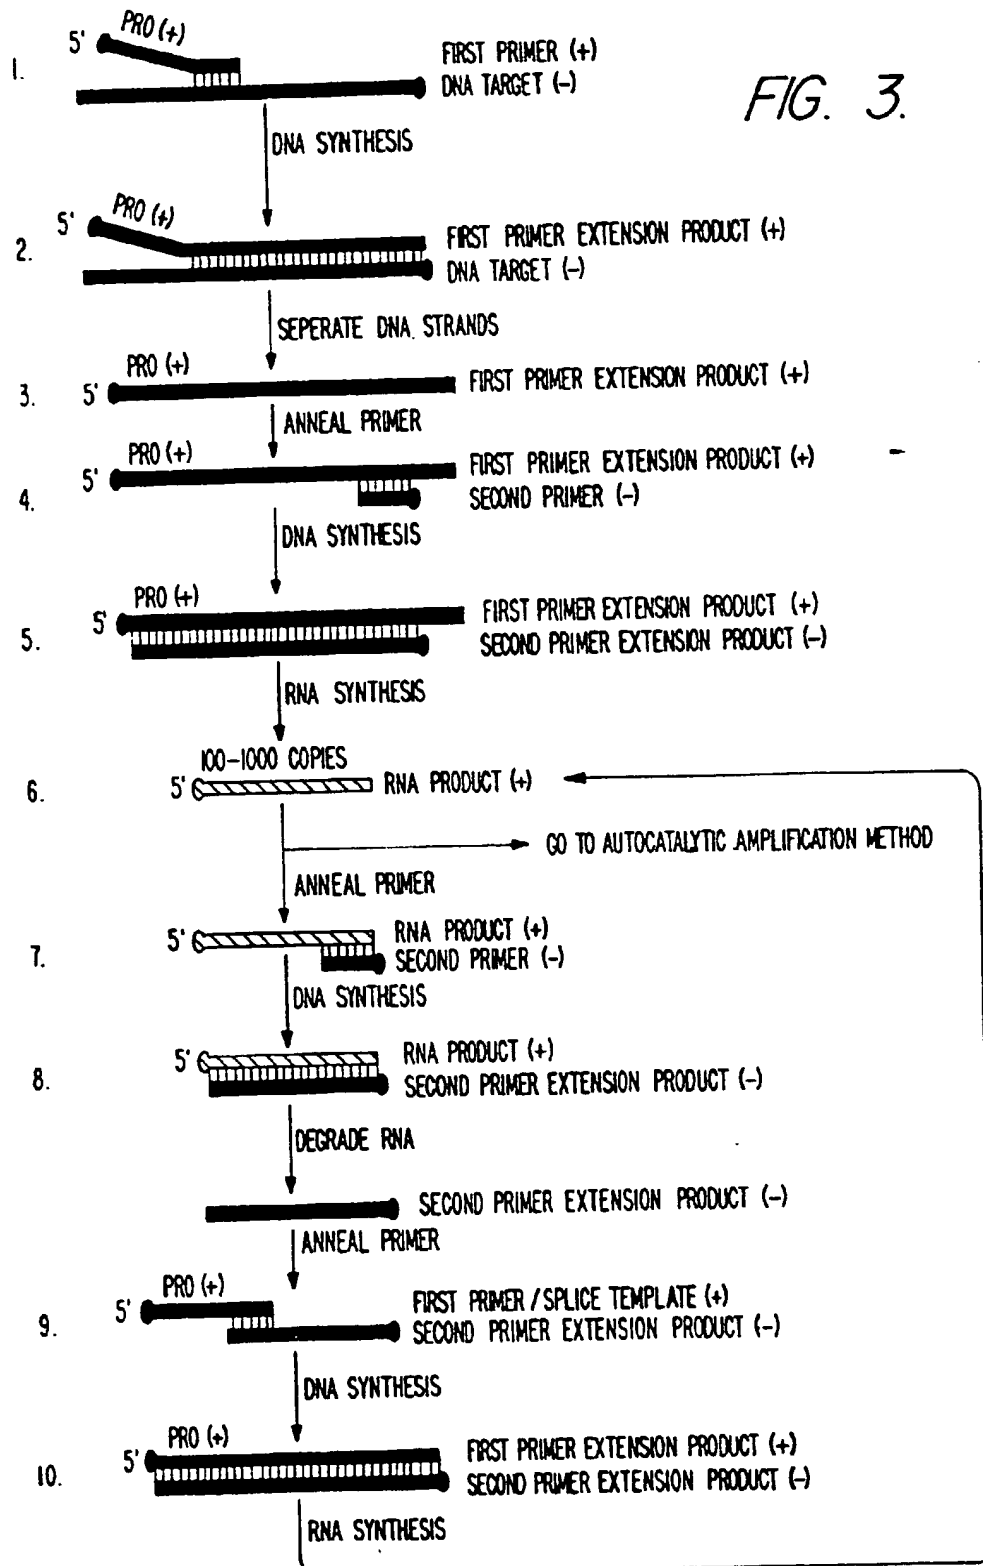 FIG. 3.
1.
5' PRO (+)
FIRST PRIMER (+)
DNA TARGET (-)
DNA SYNTHESIS
2.
5' PRO (+)
FIRST PRIMER EXTENSION PRODUCT (+)
DNA TARGET (-)
SEPERATE DNA STRANDS
3.
5' PRO (+)
FIRST PRIMER EXTENSION PRODUCT (+)
ANNEAL PRIMER
4.
5' PRO (+)
FIRST PRIMER EXTENSION PRODUCT (+)
SECOND PRIMER (-)
DNA SYNTHESIS
5.
5' PRO (+)
FIRST PRIMER EXTENSION PRODUCT (+)
SECOND PRIMER EXTENSION PRODUCT (-)
RNA SYNTHESIS
100-1000 COPIES
6.
5' RNA PRODUCT (+)
GO TO AUTOCATALYTIC AMPLIFICATION METHOD
ANNEAL PRIMER
7.
5' RNA PRODUCT (+)
SECOND PRIMER (-)
DNA SYNTHESIS
8.
5' RNA PRODUCT (+)
SECOND PRIMER EXTENSION PRODUCT (-)
DEGRADE RNA
SECOND PRIMER EXTENSION PRODUCT (-)
ANNEAL PRIMER
9.
5' PRO (+)
FIRST PRIMER / SPLICE TEMPLATE (+)
SECOND PRIMER EXTENSION PRODUCT (-)
DNA SYNTHESIS
10.
5' PRO (+)
FIRST PRIMER EXTENSION PRODUCT (+)
SECOND PRIMER EXTENSION PRODUCT (-)
RNA SYNTHESIS